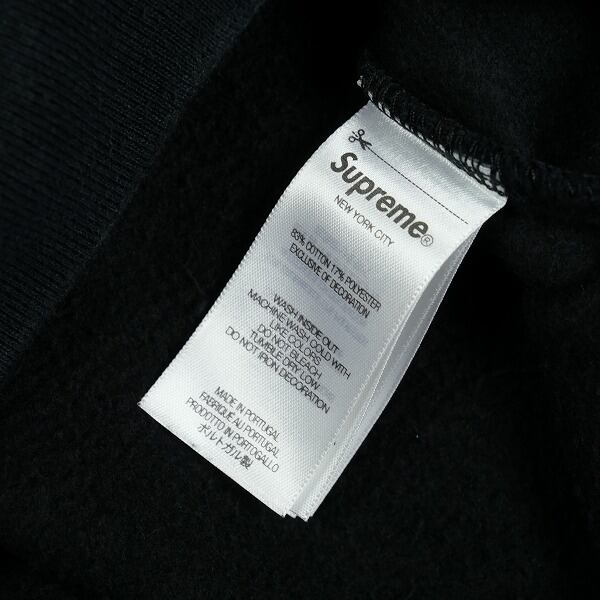 Supreme®
NEW YORK CITY
83% COTTON 17% POLYESTER
EXCLUSIVE OF DECORATION
WASH INSIDE OUT
MACHINE WASH COLD WITH
LIKE COLORS
DO NOT BLEACH
TUMBLE DRY LOW
DO NOT IRON DECORATION
MADE IN PORTUGAL
FABRIQUE AU PORTUGAL
PRODOTTO IN PORTOGALLO
ポルトガル製